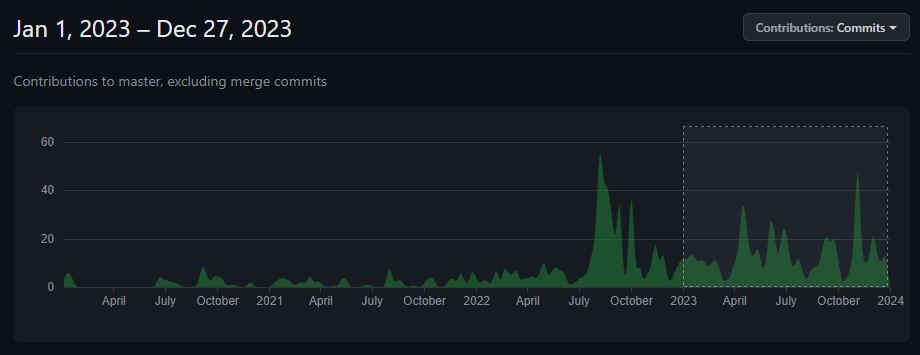 Jan 1, 2023 – Dec 27, 2023
Contributions: Commits
Contributions to master, excluding merge commits
60
40
20
0
April July October 2021 April July October 2022 April July October 2023 April July October 2024